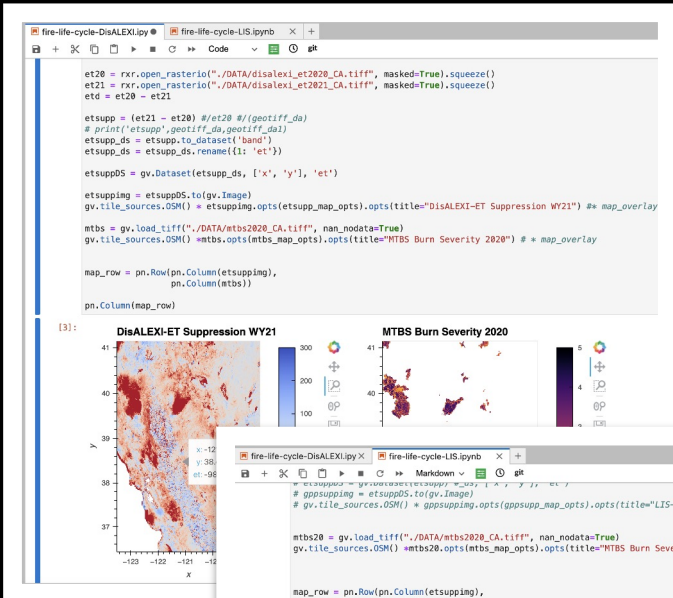 fire-life-cycle-DisALEXI.ipy
fire-life-cycle-LIS.ipynb
Code
git
et20 = rxr.open_rasterio("./DATA/disalexi_et2020_CA.tiff", masked=True).squeeze()
et21 = rxr.open_rasterio("./DATA/disalexi_et2021_CA.tiff", masked=True).squeeze()
etd = et20 - et21
etsupp = (et21 - et20) #/et20 #/(geotiff_da)
# print('etsupp',geotiff_da,geotiff_da1)
etsupp_ds = etsupp.to_dataset('band')
etsupp_ds = etsupp_ds.rename({1: 'et'})
etsuppDS = gv.Dataset(etsupp_ds, ['x', 'y'], 'et')
etsuppimg = etsuppDS.to(gv.Image)
gv.tile_sources.OSM() * etsuppimg.opts(etsupp_map_opts).opts(title="DisALEXI-ET Suppression WY21") #* map_overlay
mtbs = gv.load_tiff("./DATA/mtbs2020_CA.tiff", nan_nodata=True)
gv.tile_sources.OSM() *mtbs.opts(mtbs_map_opts).opts(title="MTBS Burn Severity 2020") # * map_overlay
map_row = pn.Row(pn.Column(etsuppimg),
pn.Column(mtbs))
pn.Column(map_row)
[3]:
DisALEXI-ET Suppression WY21
41
40
39
38
37
-123
-122
-121
x
y
300
200
100
x: -12
y: 38.
et: -98
MTBS Burn Severity 2020
41
40
5
4
fire-life-cycle-DisALEXI.ipy
fire-life-cycle-LIS.ipynb
Markdown
git
# gppsuppimg = etsuppDS.to(gv.Image)
# gv.tile_sources.OSM() * gppsuppimg.opts(gppsupp_map_opts).opts(title="LIS-
mtbs20 = gv.load_tiff("./DATA/mtbs2020_CA.tiff", nan_nodata=True)
gv.tile_sources.OSM() *mtbs20.opts(mtbs_map_opts).opts(title="MTBS Burn Seve
map_row = pn.Row(pn.Column(etsuppimg),